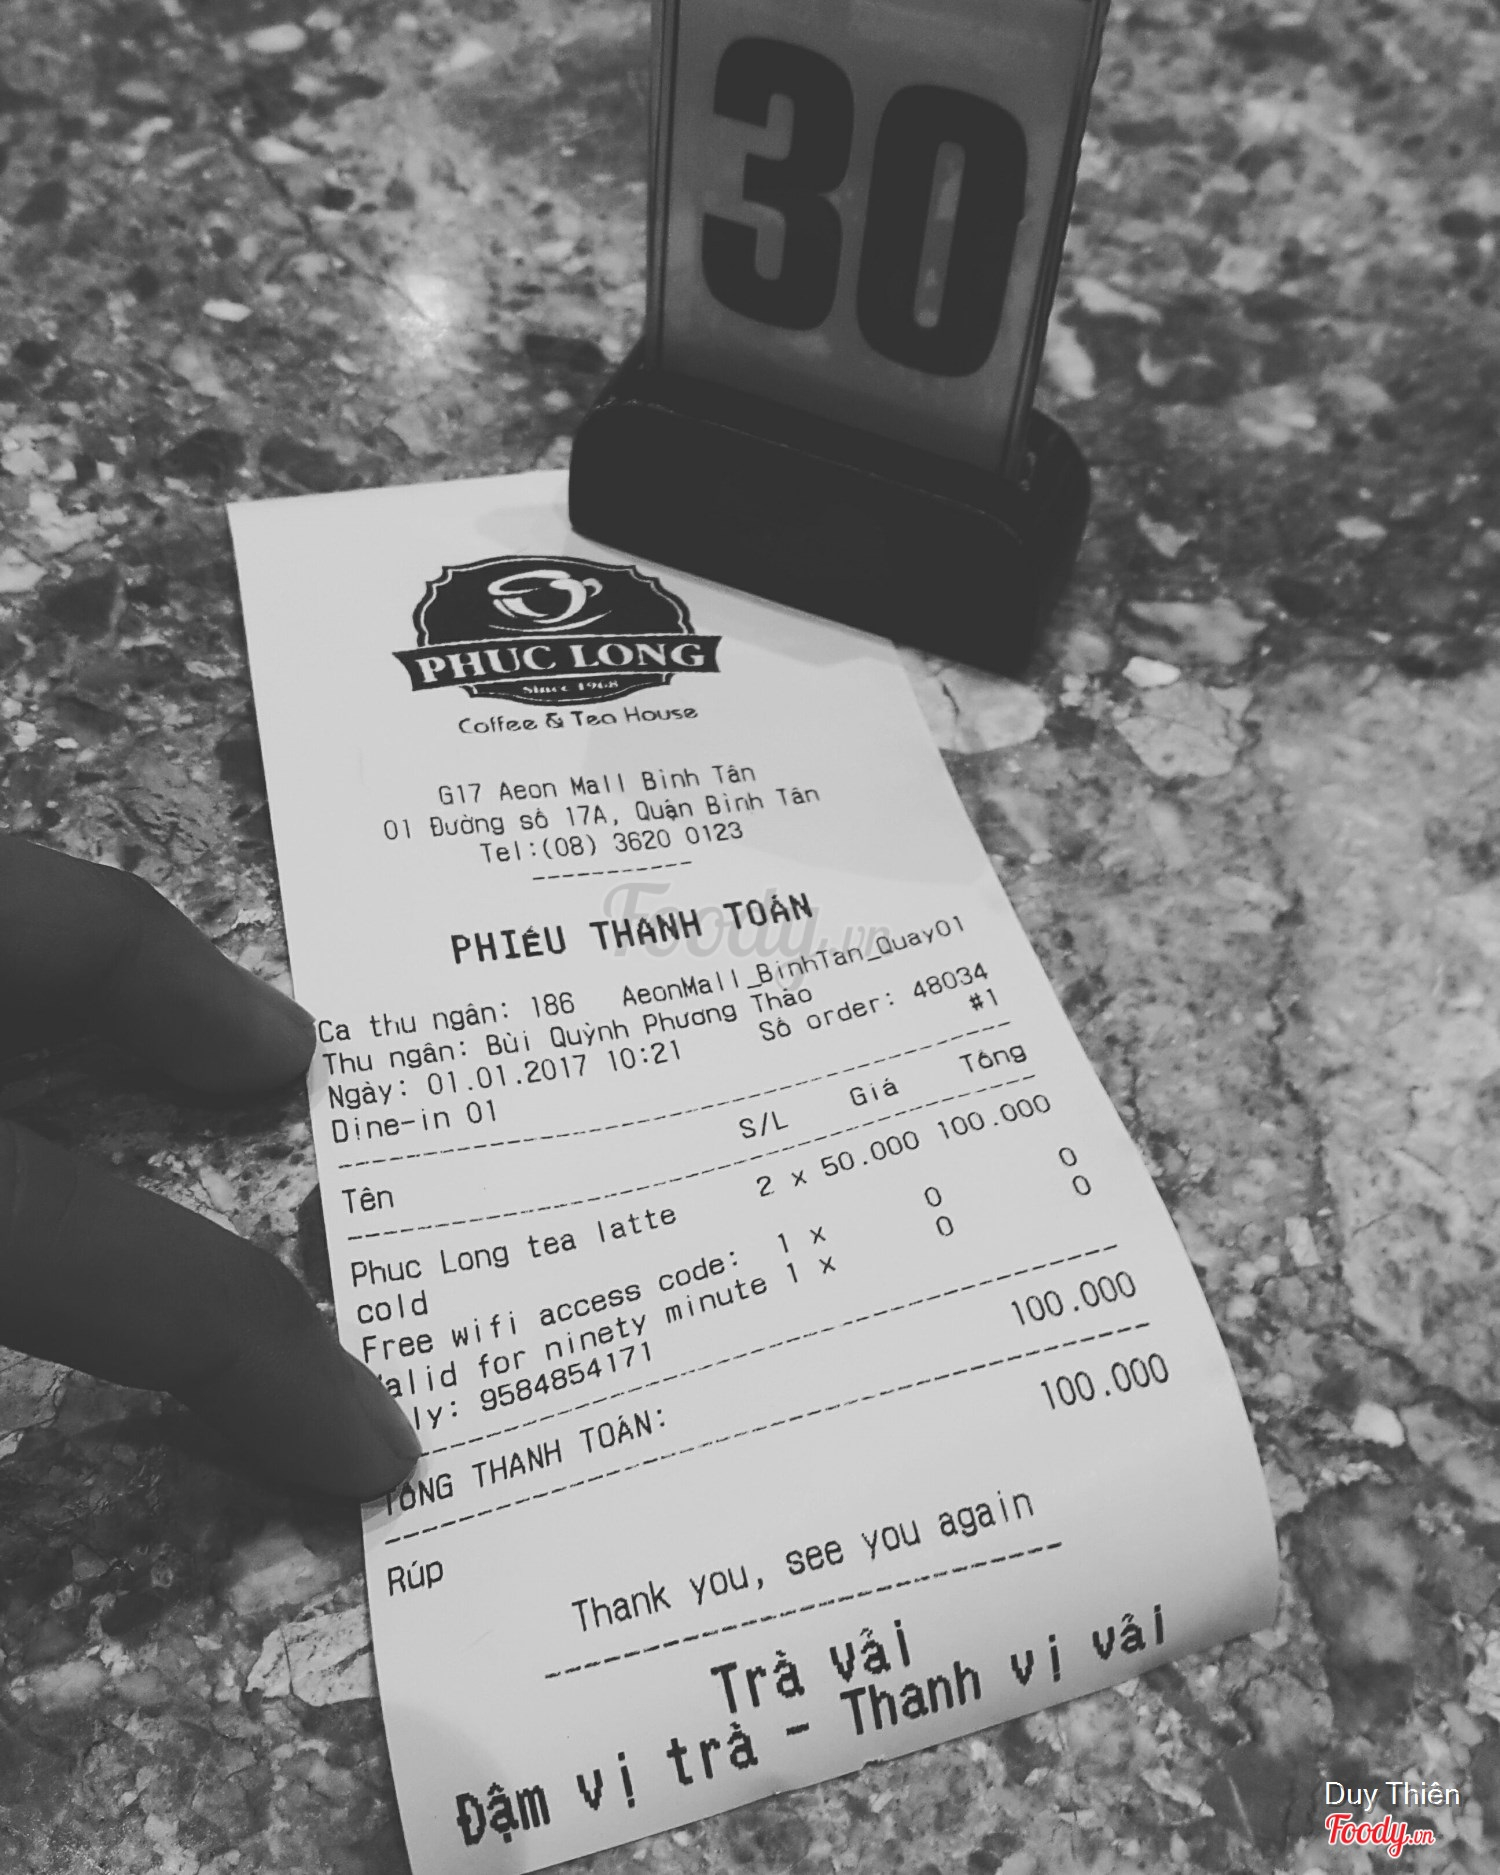 30
PHUC LONG
Since 1968
Coffee & Tea House
G17 Aeon Mall Bình Tân
01 Đường số 17A, Quận Bình Tân
Tel:(08) 3620 0123
PHIẾU THANH TOÁN
Foody.vn
Ca thu ngân: 186 AeonMall_BinhTan_Quay01
Thu ngân: Bùi Quỳnh Phương Thảo
Ngày: 01.01.2017 10:21 Số order: 48034
Dine-in 01 #1
Tên S/L Giá Tổng
Phuc Long tea latte 2 x 50.000 100.000
cold
Free wifi access code: 1 x 0 0
alid for ninety minute 1 x 0 0
ly: 9584854171
TỔNG THANH TOÁN: 100.000
Rúp 100.000
Thank you, see you again
Trà vải
Đậm vị trà - Thanh vị vải
Duy Thiên
Foody.vn